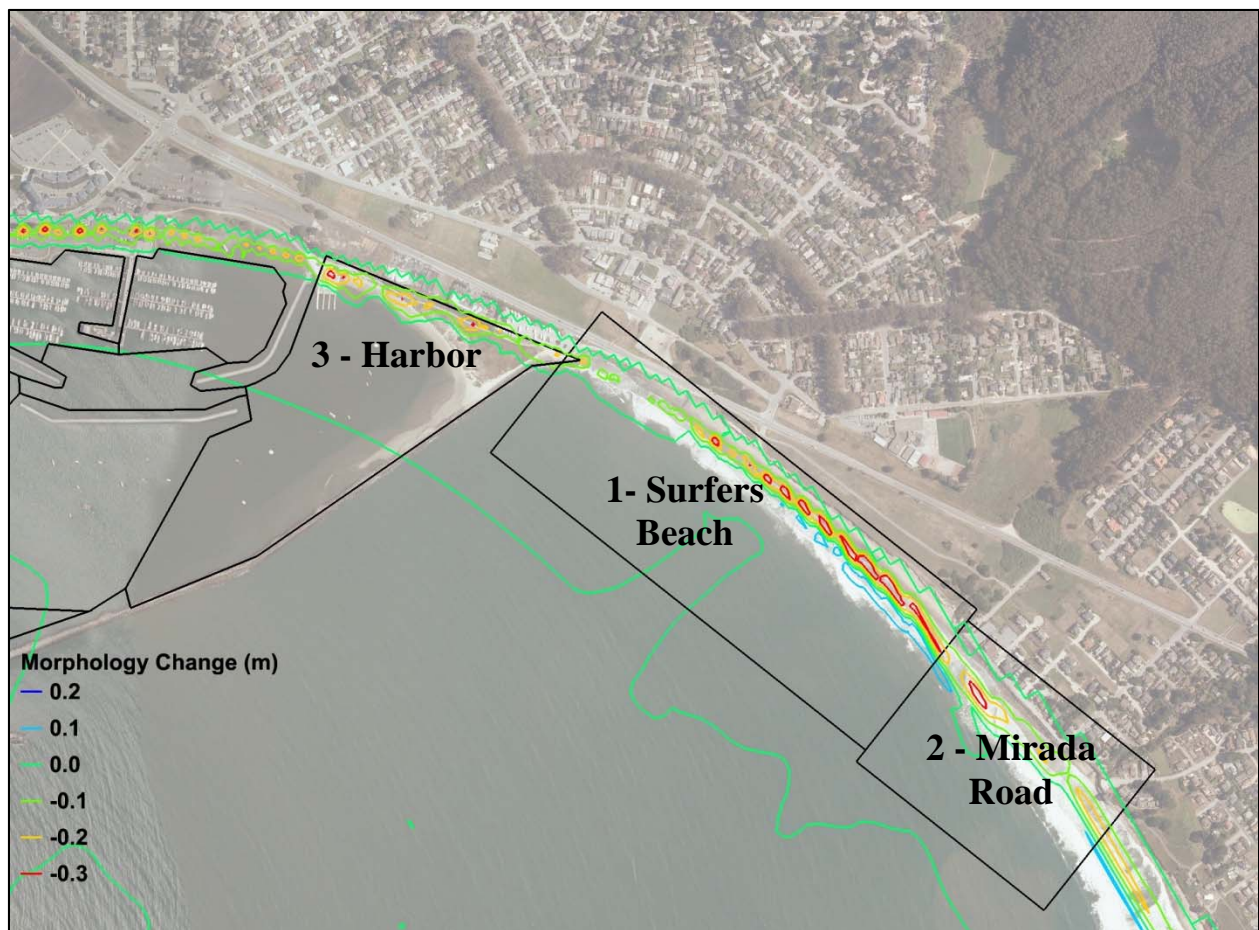 3 - Harbor
1- Surfers
Beach
2 - Mirada
Road
Morphology Change (m)
0.2
0.1
0.0
-0.1
-0.2
-0.3